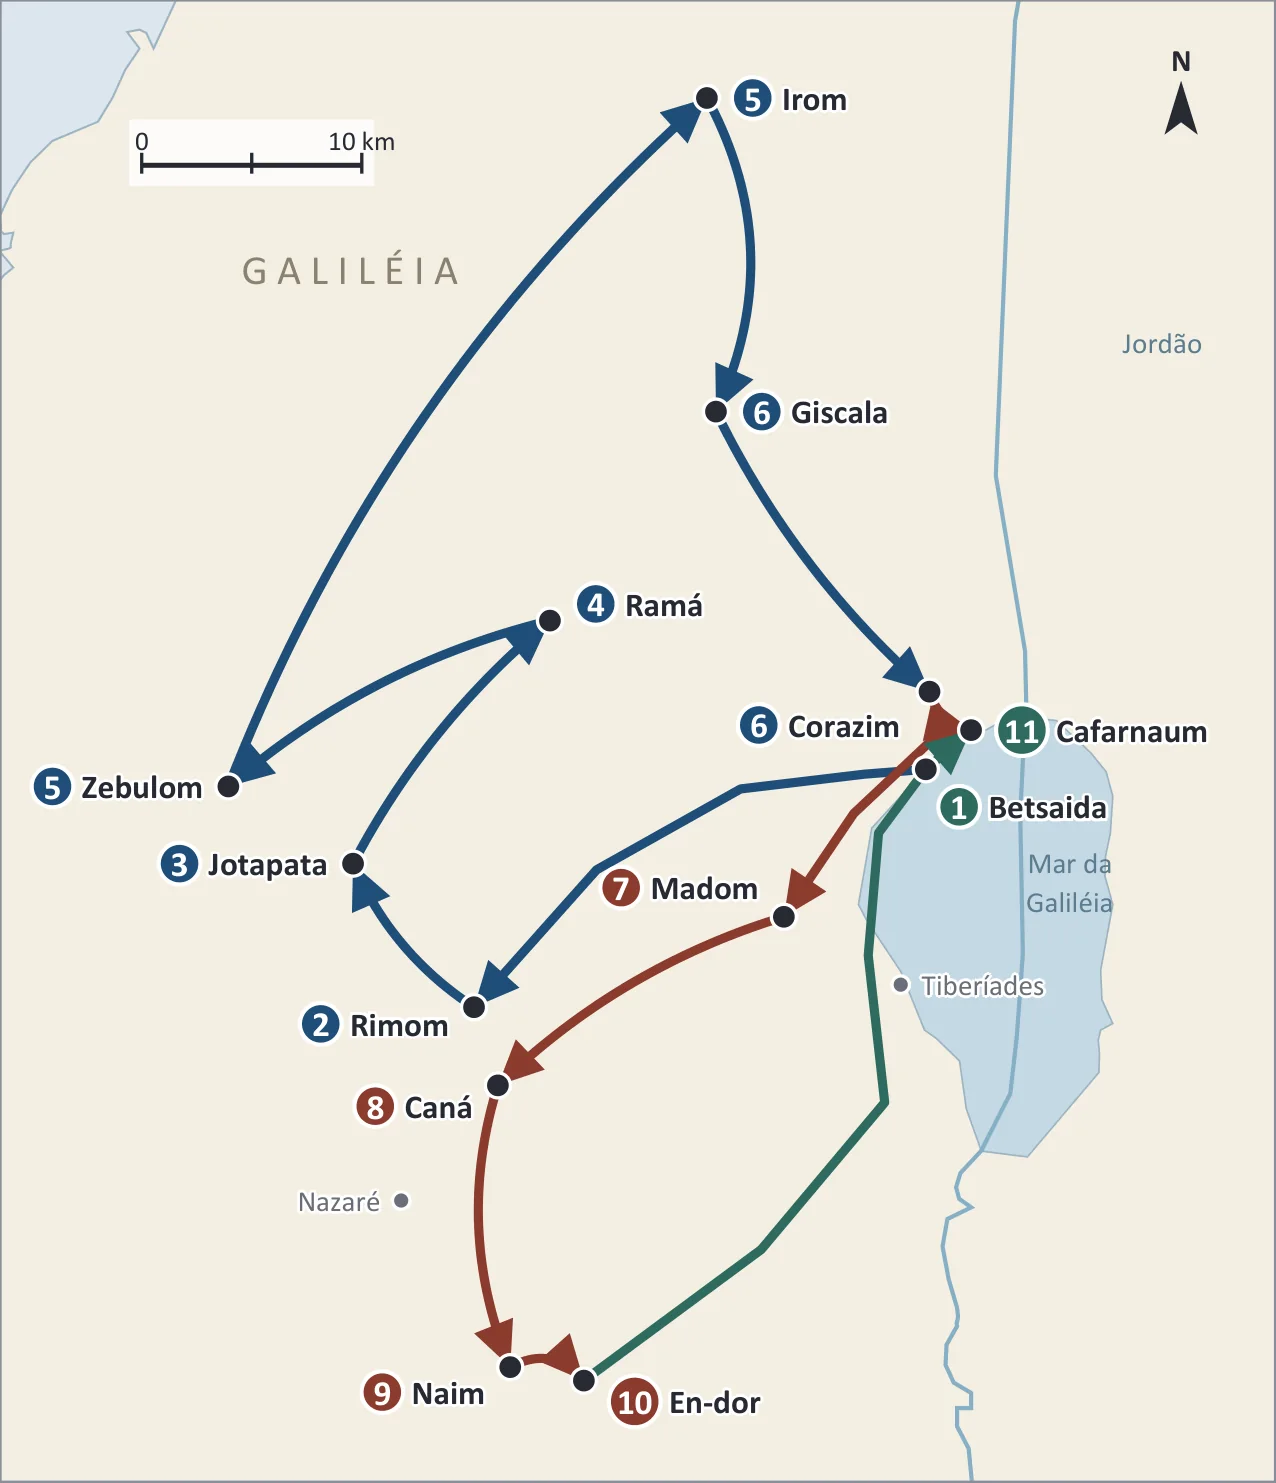 N
5 Irom
0 10 km
GALILÉIA
Jordão
6 Giscala
4 Ramá
6 Corazim
11 Cafarnaum
5 Zebulom
1 Betsaida
3 Jotapata
Mar da
Galiléia
7 Madom
Tiberíades
2 Rimom
8 Caná
Nazaré
9 Naim
10 En-dor